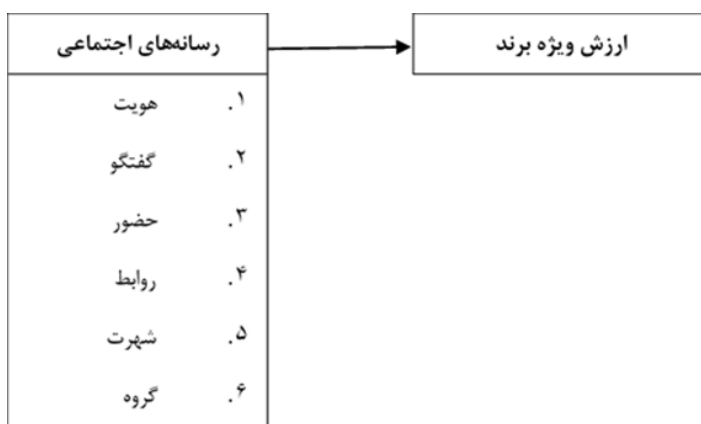 رسانه‌های اجتماعی
ارزش ویژه برند
۱. هویت
۲. گفتگو
۳. حضور
۴. روابط
۵. شهرت
۶. گروه